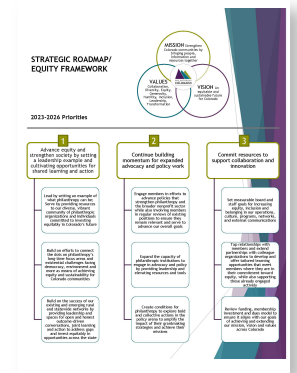 MISSION Strengthen
Colorado communities by
bringing people,
information and
resources together
STRATEGIC ROADMAP/
EQUITY FRAMEWORK
VALUES
Collaboration,
Diversity, Equity,
Generosity,
Humility, Inclusion,
Leadership,
Transformation
VISION An
equitable and
sustainable future
for Colorado
2023-2026 Priorities
1
Advance equity and
strengthen society by setting
a leadership example and
cultivating opportunities for
shared learning and action
Lead by setting an example of
what philanthropy can be;
Serve by providing resources
to our diverse, vibrant
community of philanthropic
organizations and individuals
committed to investing
equitably in Colorado's future
Build on efforts to connect
the dots on philanthropy's
long-time focus areas and
existential challenges facing
democracy, environment and
race as means of achieving
equity and sustainability for
Colorado communities
Build on the success of our
existing and emerging rural
and statewide networks by
providing leadership and
spaces for open and honest
outcome-driven
conversations, joint learning
and action to address gaps
and invest equitably in
opportunities across the state
2
Continue building
momentum for expanded
advocacy and policy work
Engage members in efforts to
advance policies that
strengthen philanthropy and
the broader nonprofit sector
while also involving members
in regular reviews of existing
positions to ensure they
remain relevant and serve to
advance our overall goals
Expand the capacity of
philanthropic institutions to
engage in advocacy and policy
by providing leadership and
elevating resources and tools
Create conditions for
philanthropy to explore bold
and collective actions in the
policy arena to amplify the
impact of their grantmaking
strategies and achieve their
missions
3
Commit resources to
support collaboration and
innovation
Set measurable board and
staff goals for increasing
equity, inclusion and
belonging in our operations,
culture, programs, networks,
and external communications
Top relationships with
members and extend
partnerships with colleague
organizations to develop and
offer tailored learning
opportunities that meet
members where they are in
their commitment toward
equity, while also supporting
those already engaged
actively
Review funding, membership
investment and dues model to
ensure it aligns with our goal
of achieving and extending
our mission, vision and values
across Colorado